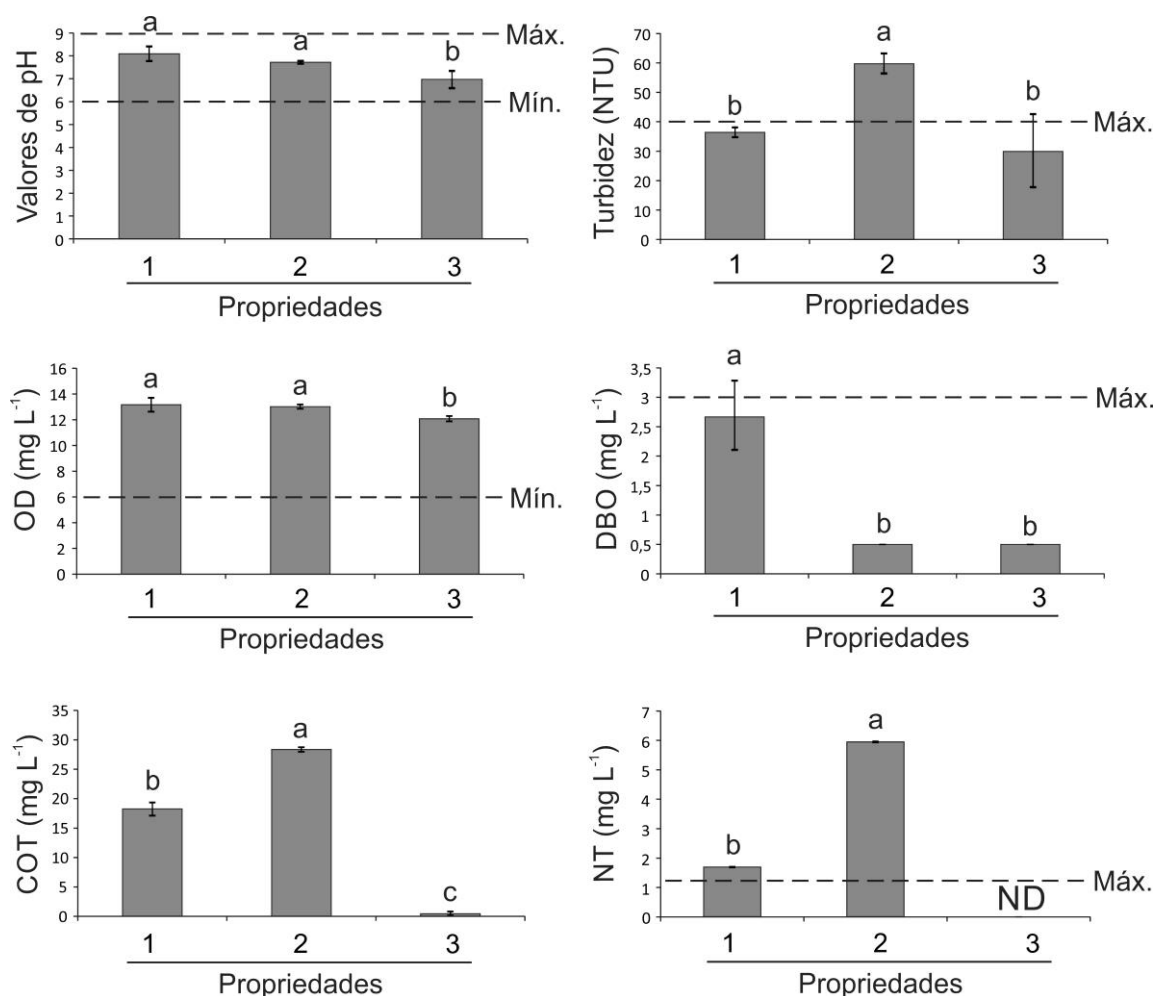 Valores de pH
9
8
7
6
5
4
3
2
1
0
a
a
b
Máx.
Mín.
1
2
3
Propriedades
Turbidez (NTU)
70
60
50
40
30
20
10
0
b
a
b
Máx.
1
2
3
Propriedades
OD (mg L⁻¹)
16
14
12
10
8
6
4
2
0
a
a
b
Mín.
1
2
3
Propriedades
DBO (mg L⁻¹)
3,5
3
2,5
2
1
0,5
0
a
b
b
Máx.
1
2
3
Propriedades
COT (mg L⁻¹)
35
30
25
20
15
10
5
0
b
a
c
1
2
3
Propriedades
NT (mg L⁻¹)
7
6
5
4
3
2
1
0
b
a
ND
Máx.
1
2
3
Propriedades